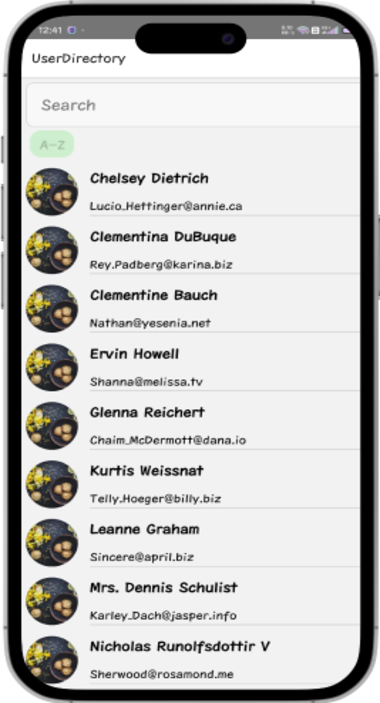 12:41
UserDirectory
Search
A-Z
Chelsey Dietrich
Lucio_Hettinger@annie.ca
Clementina DuBuque
Rey.Padberg@karina.biz
Clementine Bauch
Nathan@yesenia.net
Ervin Howell
Shanna@melissa.tv
Glenna Reichert
Chaim_McDermott@dana.io
Kurtis Weissnat
Telly.Hoeger@billy.biz
Leanne Graham
Sincere@april.biz
Mrs. Dennis Schulist
Karley_Dach@jasper.info
Nicholas Runolfsdottir V
Sherwood@rosamond.me